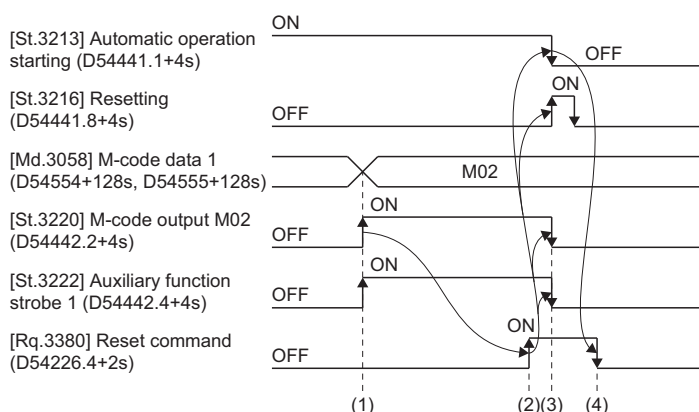 ON
[St.3213] Automatic operation
starting (D54441.1+4s)
OFF
ON
[St.3216] Resetting
(D54441.8+4s)
OFF
[Md.3058] M-code data 1
(D54554+128s, D54555+128s)
M02
ON
[St.3220] M-code output M02
(D54442.2+4s)
OFF
ON
[St.3222] Auxiliary function
strobe 1 (D54442.4+4s)
OFF
ON
[Rq.3380] Reset command
(D54226.4+2s)
OFF
(1) (2)(3) (4)